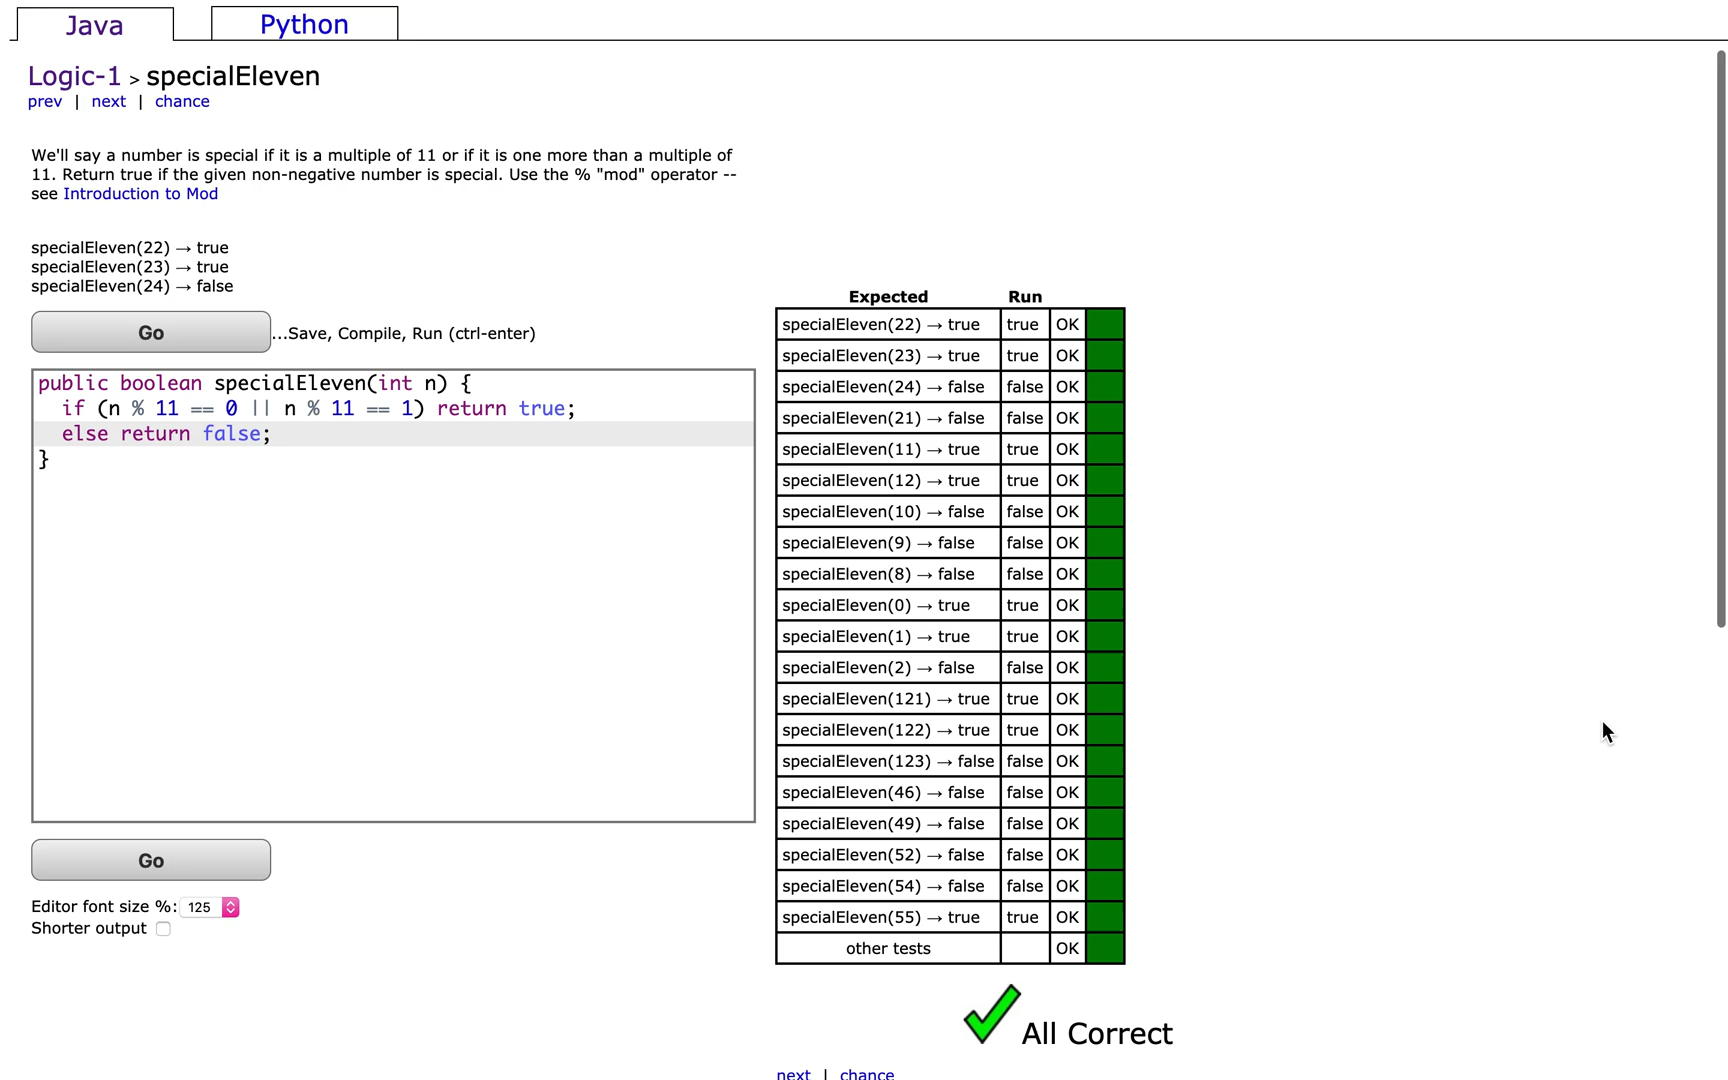 Java
Python
Logic-1 > specialEleven
prev | next | chance
We'll say a number is special if it is a multiple of 11 or if it is one more than a multiple of
11. Return true if the given non-negative number is special. Use the % "mod" operator --
see Introduction to Mod
specialEleven(22) → true
specialEleven(23) → true
specialEleven(24) → false
Go
...Save, Compile, Run (ctrl-enter)
public boolean specialEleven(int n) {
  if (n % 11 == 0 || n % 11 == 1) return true;
  else return false;
}
Go
Editor font size %: 125
Shorter output
Expected Run
specialEleven(22) → true true OK
specialEleven(23) → true true OK
specialEleven(24) → false false OK
specialEleven(21) → false false OK
specialEleven(11) → true true OK
specialEleven(12) → true true OK
specialEleven(10) → false false OK
specialEleven(9) → false false OK
specialEleven(8) → false false OK
specialEleven(0) → true true OK
specialEleven(1) → true true OK
specialEleven(2) → false false OK
specialEleven(121) → true true OK
specialEleven(122) → true true OK
specialEleven(123) → false false OK
specialEleven(46) → false false OK
specialEleven(49) → false false OK
specialEleven(52) → false false OK
specialEleven(54) → false false OK
specialEleven(55) → true true OK
other tests OK
All Correct
next | chance